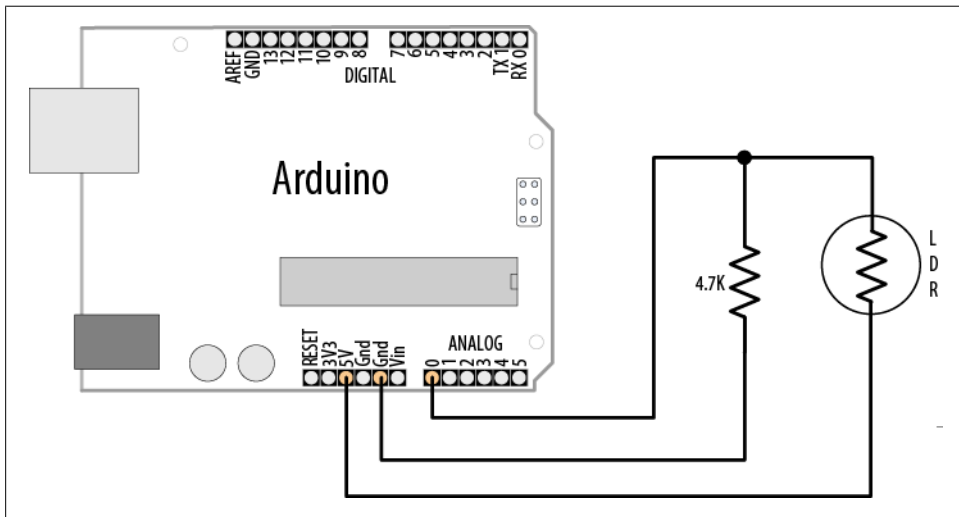 AREF
GND
13
12
11
10
9
8
7
6
5
4
3
2
TX 1
RX 0
DIGITAL
Arduino
L
D
R
4.7K
RESET
3V3
5V
Gnd
Gnd
Vin
ANALOG
0
1
2
3
4
5